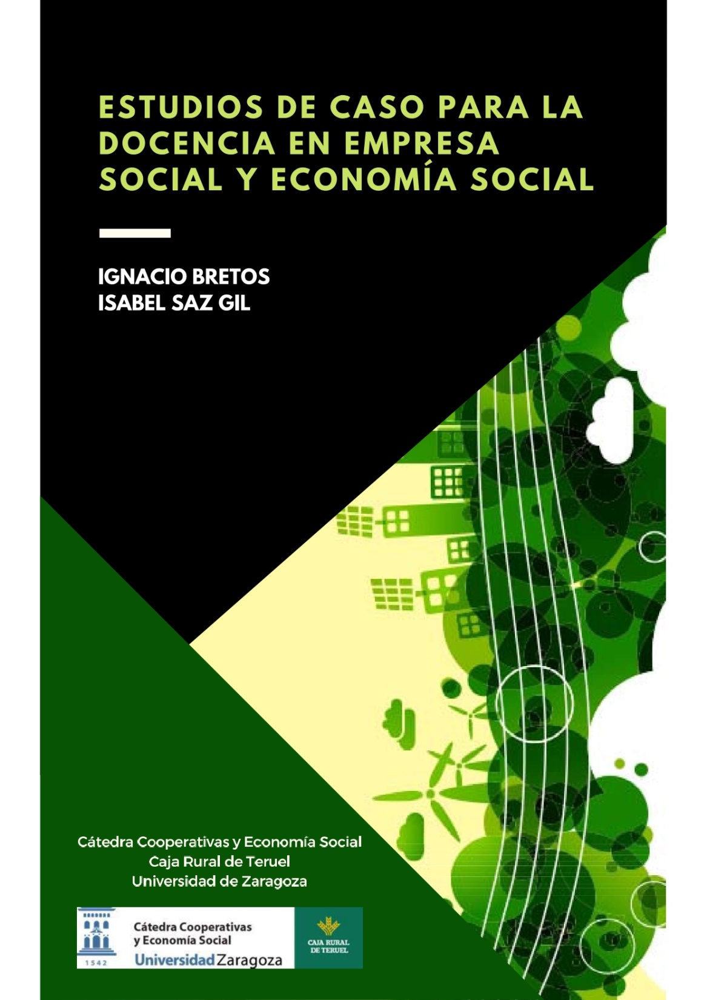 ESTUDIOS DE CASO PARA LA
DOCENCIA EN EMPRESA
SOCIAL Y ECONOMÍA SOCIAL
IGNACIO BRETOS
ISABEL SAZ GIL
Cátedra Cooperativas y Economía Social
Caja Rural de Teruel
Universidad de Zaragoza
1542
Cátedra Cooperativas
y Economía Social
Universidad Zaragoza
CAJA RURAL
DE TERUEL